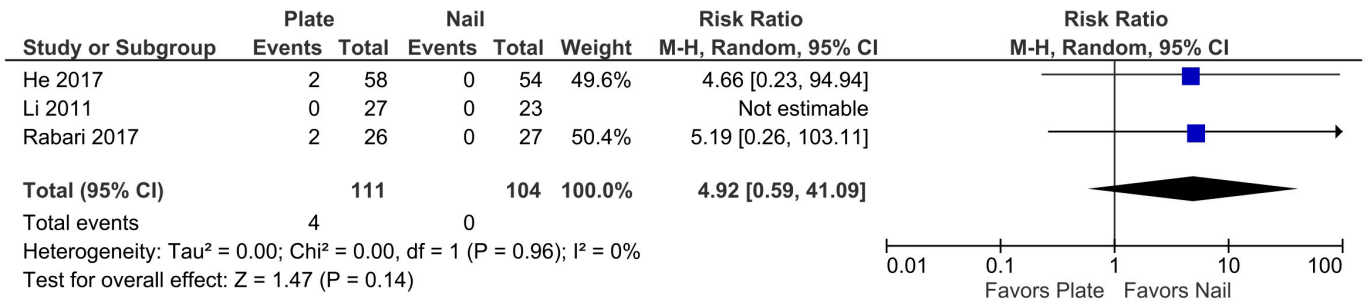 Plate Nail Risk Ratio Risk Ratio
Study or Subgroup Events Total Events Total Weight M-H, Random, 95% CI M-H, Random, 95% CI
He 2017 2 58 0 54 49.6% 4.66 [0.23, 94.94]
Li 2011 0 27 0 23 Not estimable
Rabari 2017 2 26 0 27 50.4% 5.19 [0.26, 103.11]
Total (95% CI) 111 104 100.0% 4.92 [0.59, 41.09]
Total events 4 0
Heterogeneity: Tau² = 0.00; Chi² = 0.00, df = 1 (P = 0.96); I² = 0%
Test for overall effect: Z = 1.47 (P = 0.14)
0.01 0.1 1 10 100
Favors Plate Favors Nail